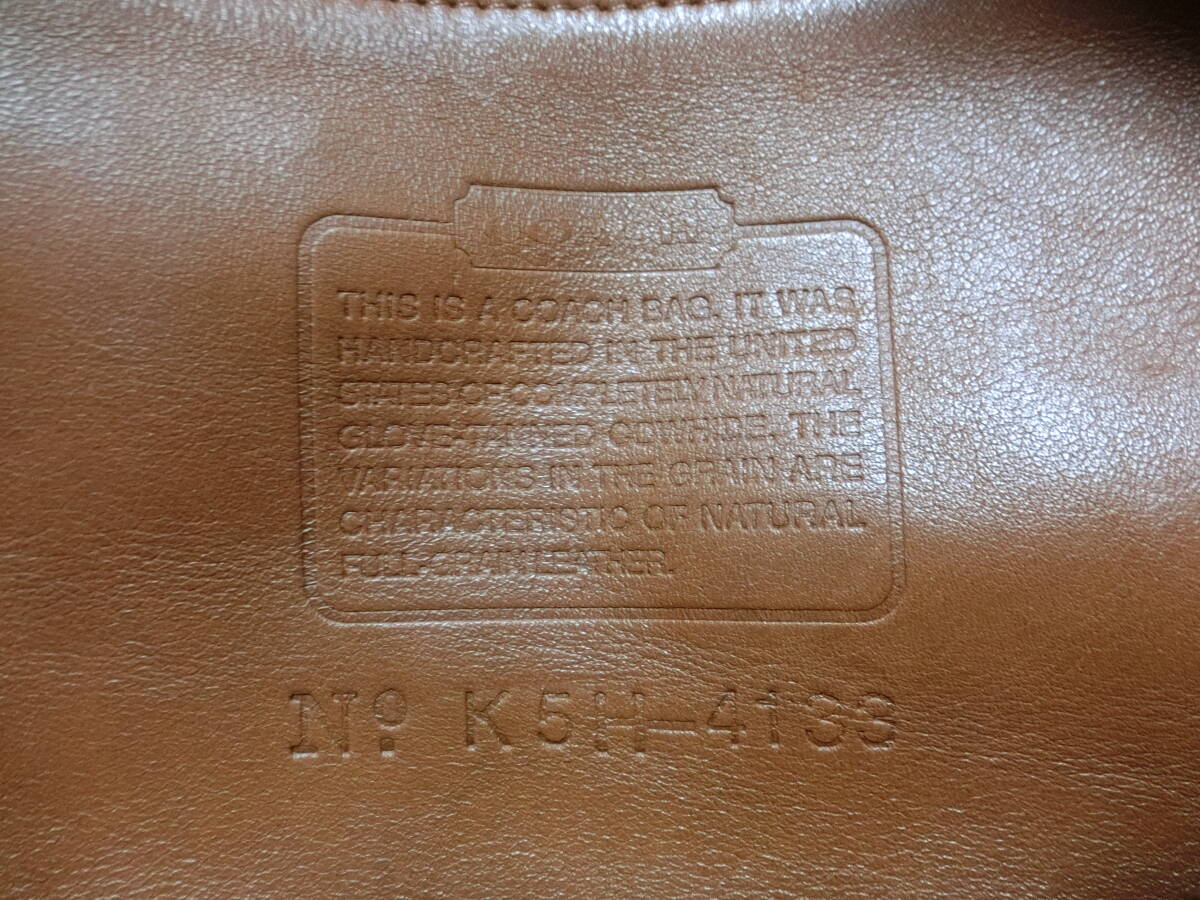 COACH
THIS IS A COACH BAG. IT WAS
HANDCRAFTED IN THE UNITED
STATES OF COMPLETELY NATURAL
GLOVE-TANNED COWHIDE. THE
VARIATIONS IN THE GRAIN ARE
CHARACTERISTIC OF NATURAL
FULL-GRAIN LEATHER.
Nº K5H-4133